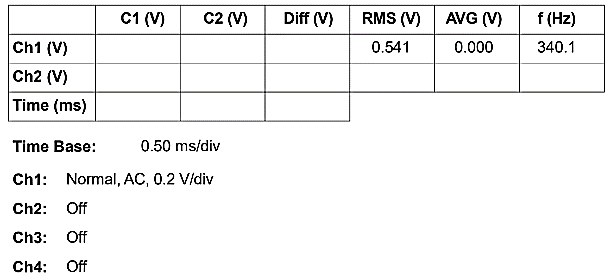 C1 (V) C2 (V) Diff (V) RMS (V) AVG (V) f (Hz)
Ch1 (V) 0.541 0.000 340.1
Ch2 (V)
Time (ms)
Time Base: 0.50 ms/div
Ch1: Normal, AC, 0.2 V/div
Ch2: Off
Ch3: Off
Ch4: Off